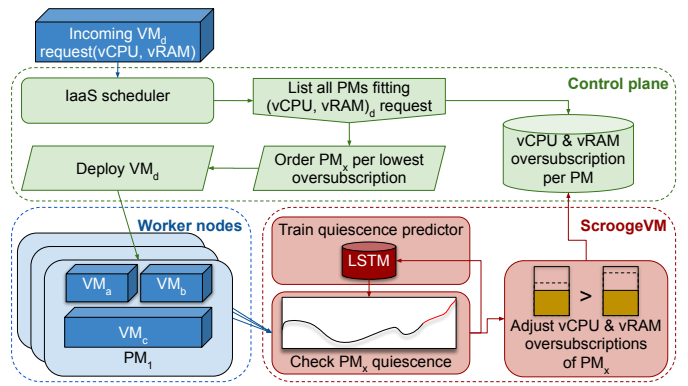 Incoming VMd
request(vCPU, vRAM)
IaaS scheduler
List all PMs fitting
(vCPU, vRAM)d request
Control plane
vCPU & vRAM
oversubscription
per PM
Deploy VMd
Order PMx per lowest
oversubscription
Worker nodes
VMa
VMb
VMc
PM1
ScroogeVM
Train quiescence predictor
LSTM
Check PMx quiescence
>
Adjust vCPU & vRAM
oversubscriptions
of PMx